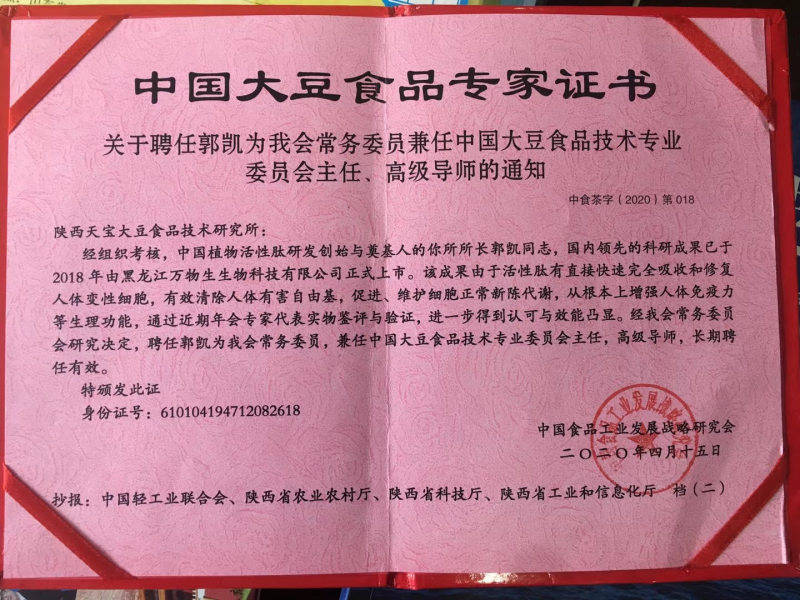 中国大豆食品专家证书
关于聘任郭凯为我会常务委员兼任中国大豆食品技术专业
委员会主任、高级导师的通知
中食茶字（2020）第 018
陕西天宝大豆食品技术研究所：
经组织考核，中国植物活性肽研发创始与奠基人的你所所长郭凯同志，国内领先的科研成果已于
2018 年由黑龙江万物生生物科技有限公司正式上市。该成果由于活性肽有直接快速完全吸收和修复
人体变性细胞，有效清除人体有害自由基，促进、维护细胞正常新陈代谢，从根本上增强人体免疫力
等生理功能，通过近期年会专家代表实物鉴评与验证，进一步得到认可与效能凸显。经我会常务委员
会研究决定，聘任郭凯为我会常务委员，兼任中国大豆食品技术专业委员会主任，高级导师，长期聘
任有效。
特颁发此证
身份证号：610104194712082618
中国食品工业发展战略研究会
二〇二〇年四月十五日
抄报：中国轻工业联合会、陕西省农业农村厅、陕西省科技厅、陕西省工业和信息化厅 档（二）